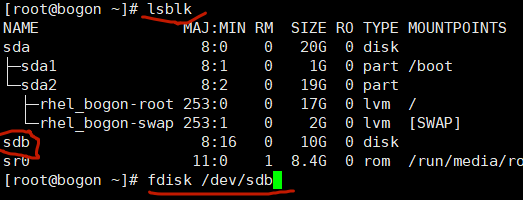 [root@bogon ~]# lsblk
NAME MAJ:MIN RM SIZE RO TYPE MOUNTPOINTS
sda 8:0 0 20G 0 disk
├─sda1 8:1 0 1G 0 part /boot
└─sda2 8:2 0 19G 0 part
├─rhel_bogon-root 253:0 0 17G 0 lvm /
└─rhel_bogon-swap 253:1 0 2G 0 lvm [SWAP]
sdb 8:16 0 10G 0 disk
sr0 11:0 1 8.4G 0 rom /run/media/ro
[root@bogon ~]# fdisk /dev/sdb